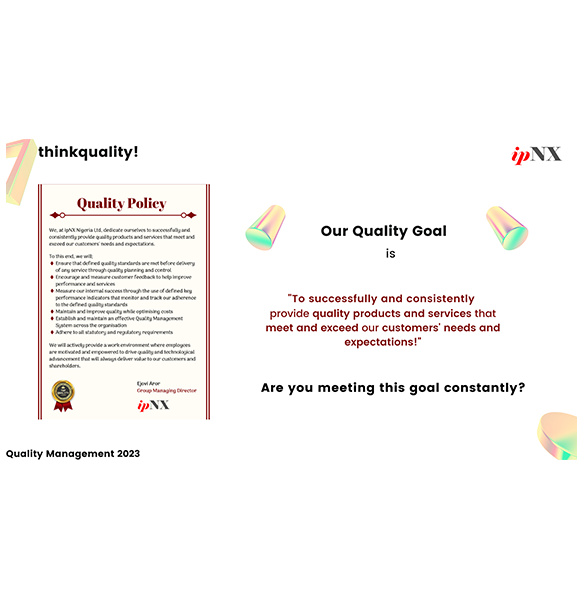 thinkquality!
ipNX
Quality Policy
We, at ipNX Nigeria Ltd, dedicate ourselves to successfully and
consistently provide quality products and services that meet and
exceed our customers' needs and expectations.
To this end, we will;
Ensure that defined quality standards are met before delivery
of any service through quality planning and control
Encourage and measure customer feedback to help improve
performance and services
Measure our internal success through the use of defined key
performance indicators that monitor and track our adherence
to the defined quality standards
Maintain and improve quality while optimising costs
Establish and maintain an effective Quality Management
System across the organisation
Adhere to all statutory and regulatory requirements
We will actively provide a work environment where employees
are motivated and empowered to drive quality and technological
advancement that will always deliver value to our customers and
shareholders.
Ejovi Aror
Group Managing Director
ipNX
Our Quality Goal
is
"To successfully and consistently
provide quality products and services that
meet and exceed our customers' needs and
expectations!"
Are you meeting this goal constantly?
Quality Management 2023